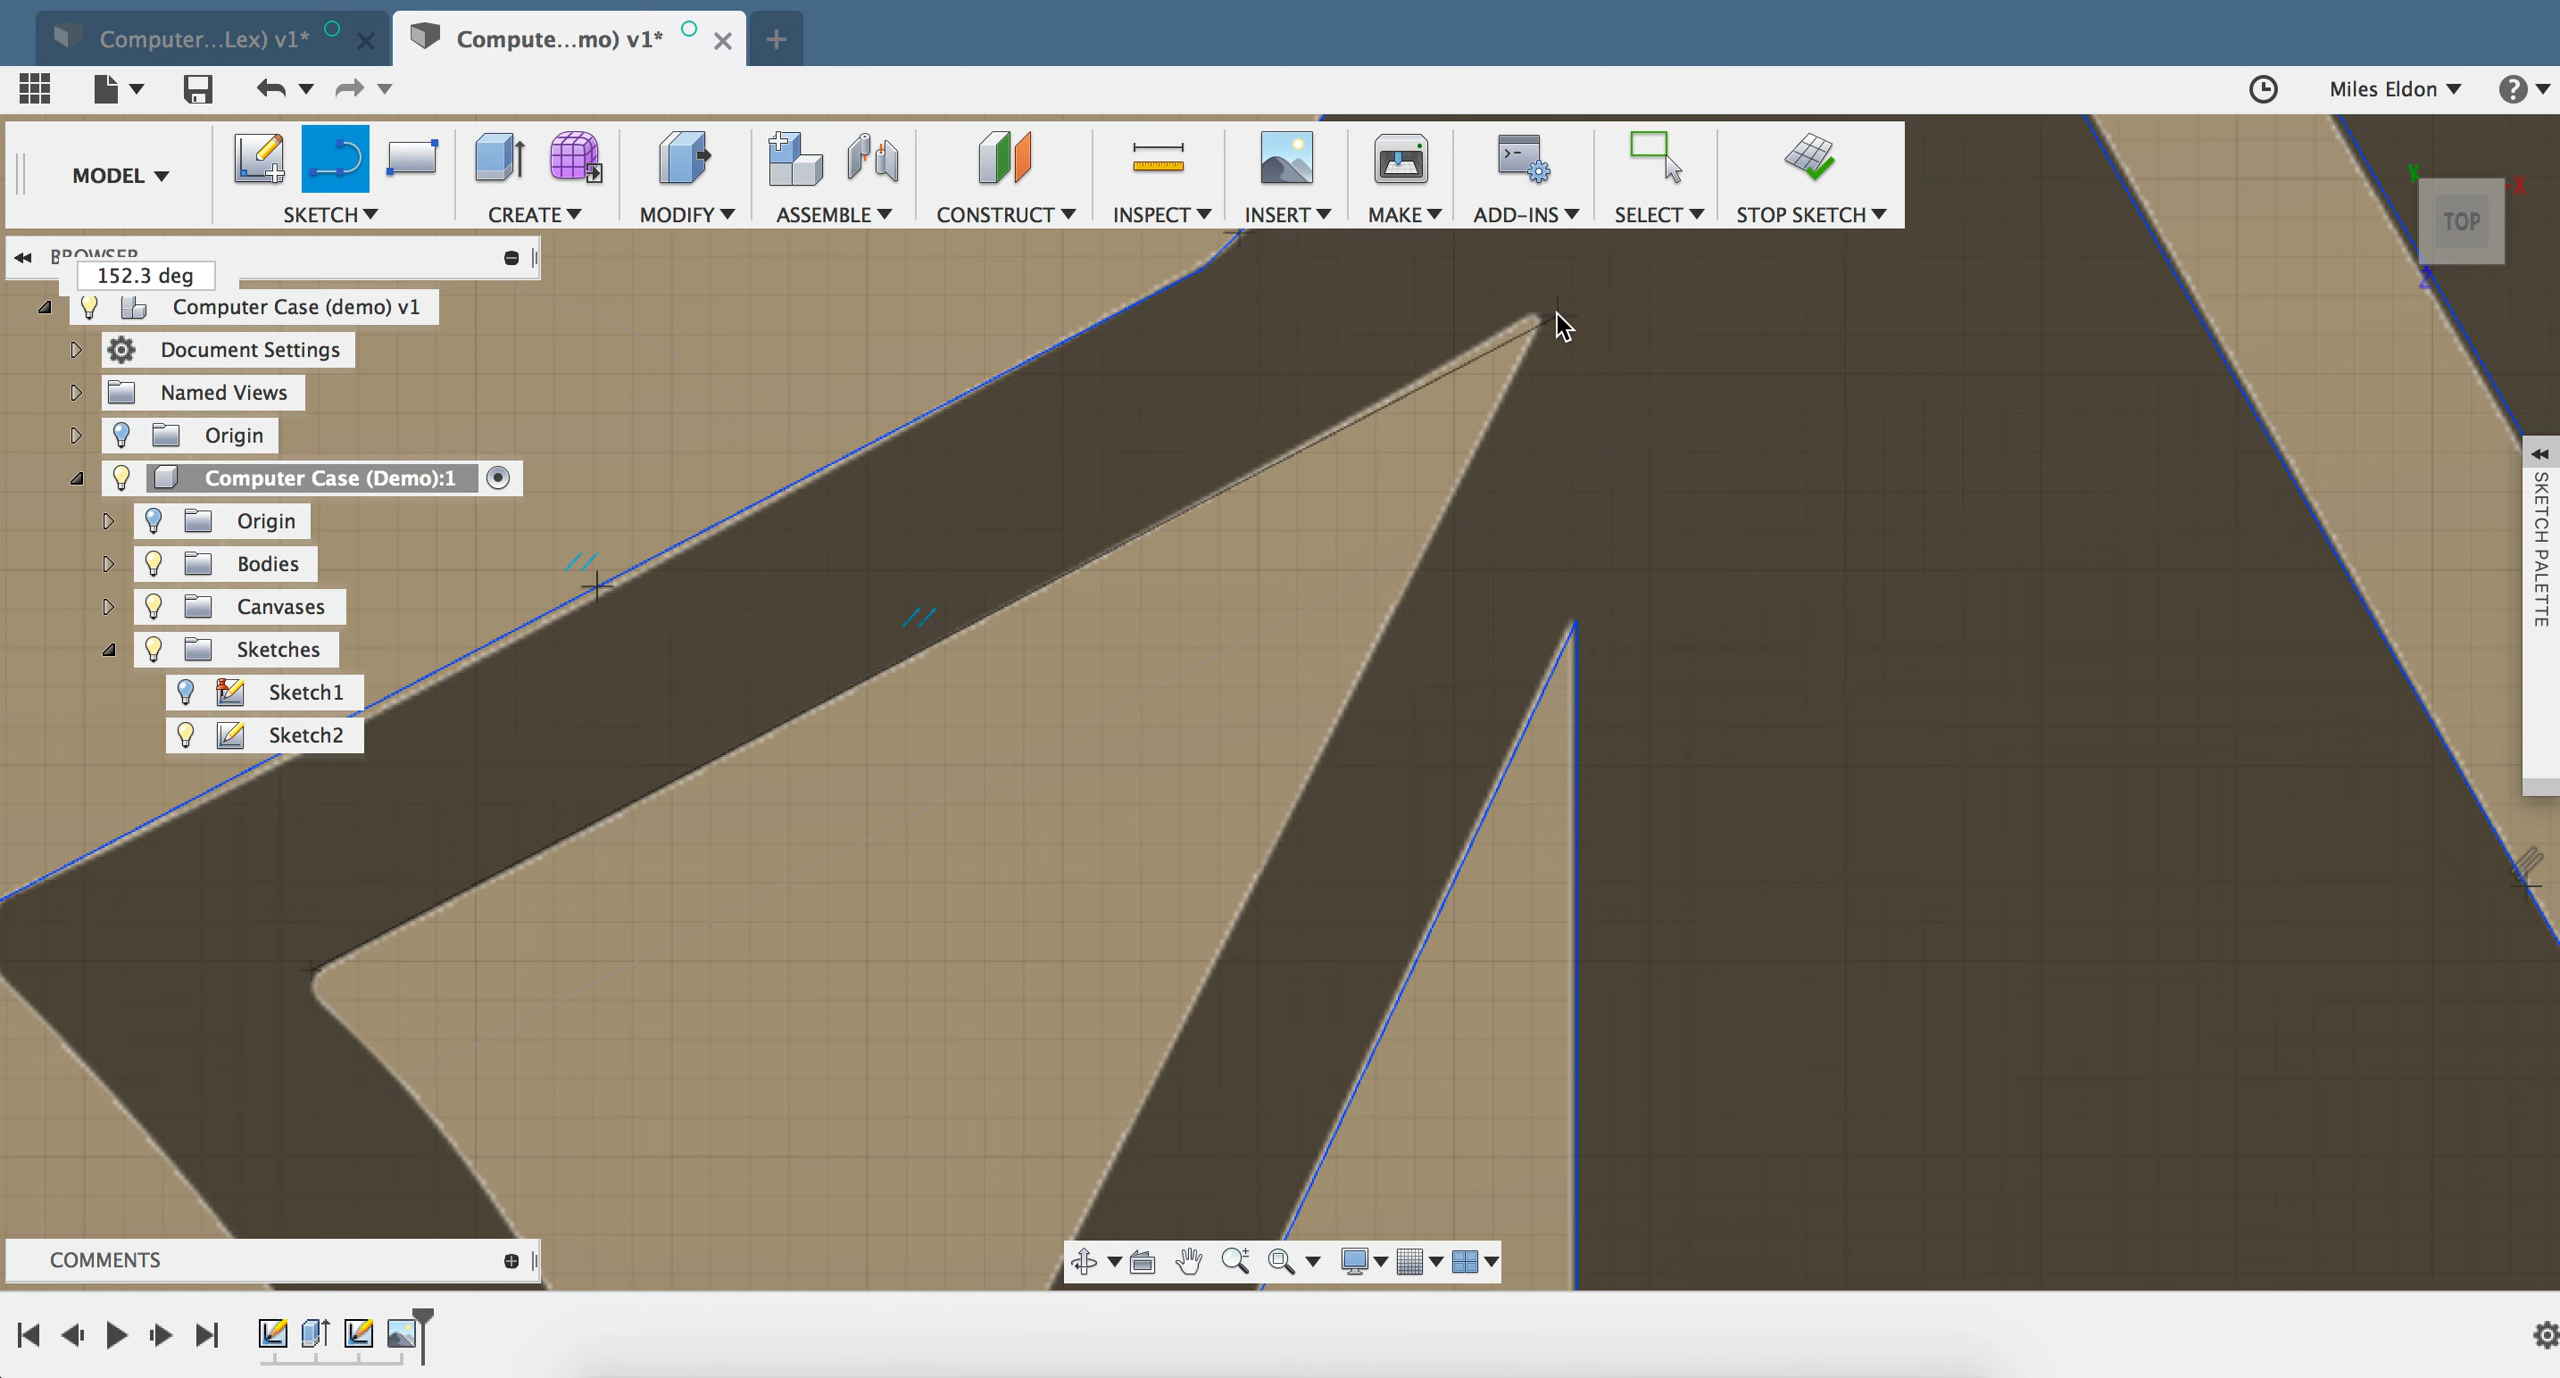 Computer...Lex) v1*
Compute...mo) v1*
Miles Eldon
MODEL
SKETCH
CREATE
MODIFY
ASSEMBLE
CONSTRUCT
INSPECT
INSERT
MAKE
ADD-INS
SELECT
STOP SKETCH
Y
-X
TOP
Z
BROWSER
152.3 deg
Computer Case (demo) v1
Document Settings
Named Views
Origin
Computer Case (Demo):1
Origin
Bodies
Canvases
Sketches
Sketch1
Sketch2
SKETCH PALETTE
COMMENTS